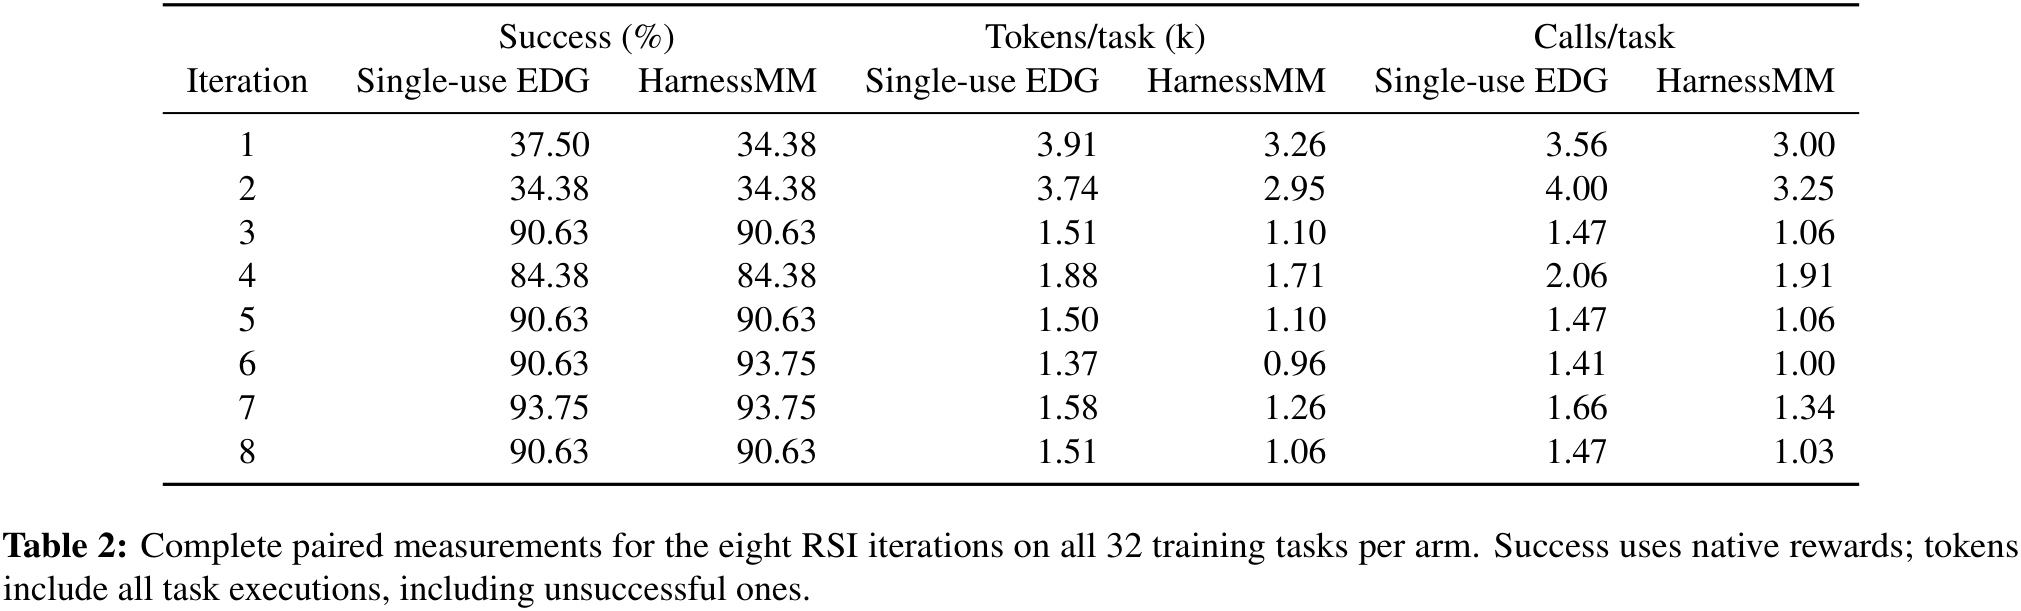 Success (%) Tokens/task (k) Calls/task
Iteration Single-use EDG HarnessMM Single-use EDG HarnessMM Single-use EDG HarnessMM
1 37.50 34.38 3.91 3.26 3.56 3.00
2 34.38 34.38 3.74 2.95 4.00 3.25
3 90.63 90.63 1.51 1.10 1.47 1.06
4 84.38 84.38 1.88 1.71 2.06 1.91
5 90.63 90.63 1.50 1.10 1.47 1.06
6 90.63 93.75 1.37 0.96 1.41 1.00
7 93.75 93.75 1.58 1.26 1.66 1.34
8 90.63 90.63 1.51 1.06 1.47 1.03
Table 2: Complete paired measurements for the eight RSI iterations on all 32 training tasks per arm. Success uses native rewards; tokens
include all task executions, including unsuccessful ones.